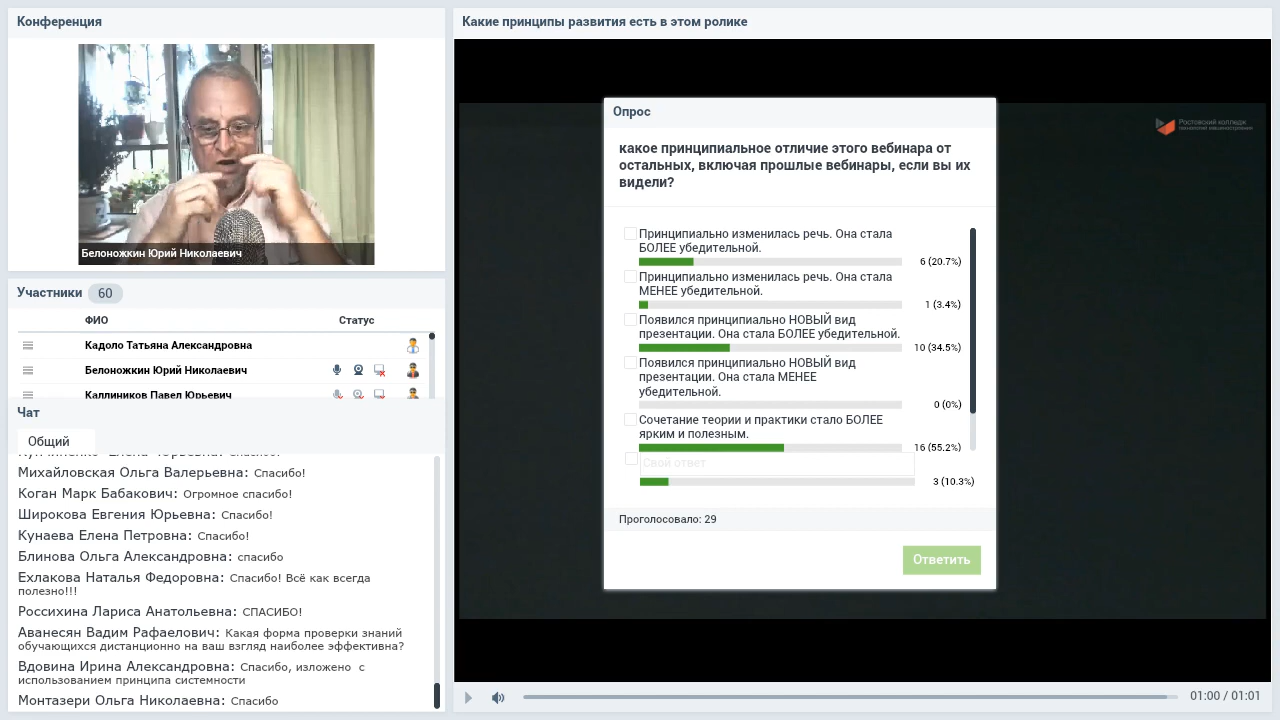 Конференция
Белоножкин Юрий Николаевич
Участники 60
ФИО Статус
Кадоло Татьяна Александровна
Белоножкин Юрий Николаевич
Каллиников Павел Юрьевич
Чат
Общий
Михайловская Ольга Валерьевна: Спасибо!
Коган Марк Бабакович: Огромное спасибо!
Широкова Евгения Юрьевна: Спасибо!
Кунаева Елена Петровна: Спасибо!
Блинова Ольга Александровна: спасибо
Ехлакова Наталья Федоровна: Спасибо! Всё как всегда
полезно!!!
Россихина Лариса Анатольевна: СПАСИБО!
Аванесян Вадим Рафаелович: Какая форма проверки знаний
обучающихся дистанционно на ваш взгляд наиболее эффективна?
Вдовина Ирина Александровна: Спасибо, изложено с
использованием принципа системности
Монтазери Ольга Николаевна: Спасибо
Какие принципы развития есть в этом ролике
Ростовский колледж
технологий машиностроения
Опрос
какое принципиальное отличие этого вебинара от
остальных, включая прошлые вебинары, если вы их
видели?
Принципиально изменилась речь. Она стала
БОЛЕЕ убедительной.
6 (20.7%)
Принципиально изменилась речь. Она стала
МЕНЕЕ убедительной.
1 (3.4%)
Появился принципиально НОВЫЙ вид
презентации. Она стала БОЛЕЕ убедительной.
10 (34.5%)
Появился принципиально НОВЫЙ вид
презентации. Она стала МЕНЕЕ
убедительной.
0 (0%)
Сочетание теории и практики стало БОЛЕЕ
ярким и полезным.
16 (55.2%)
Свой ответ
3 (10.3%)
Проголосовало: 29
Ответить
01:00 / 01:01